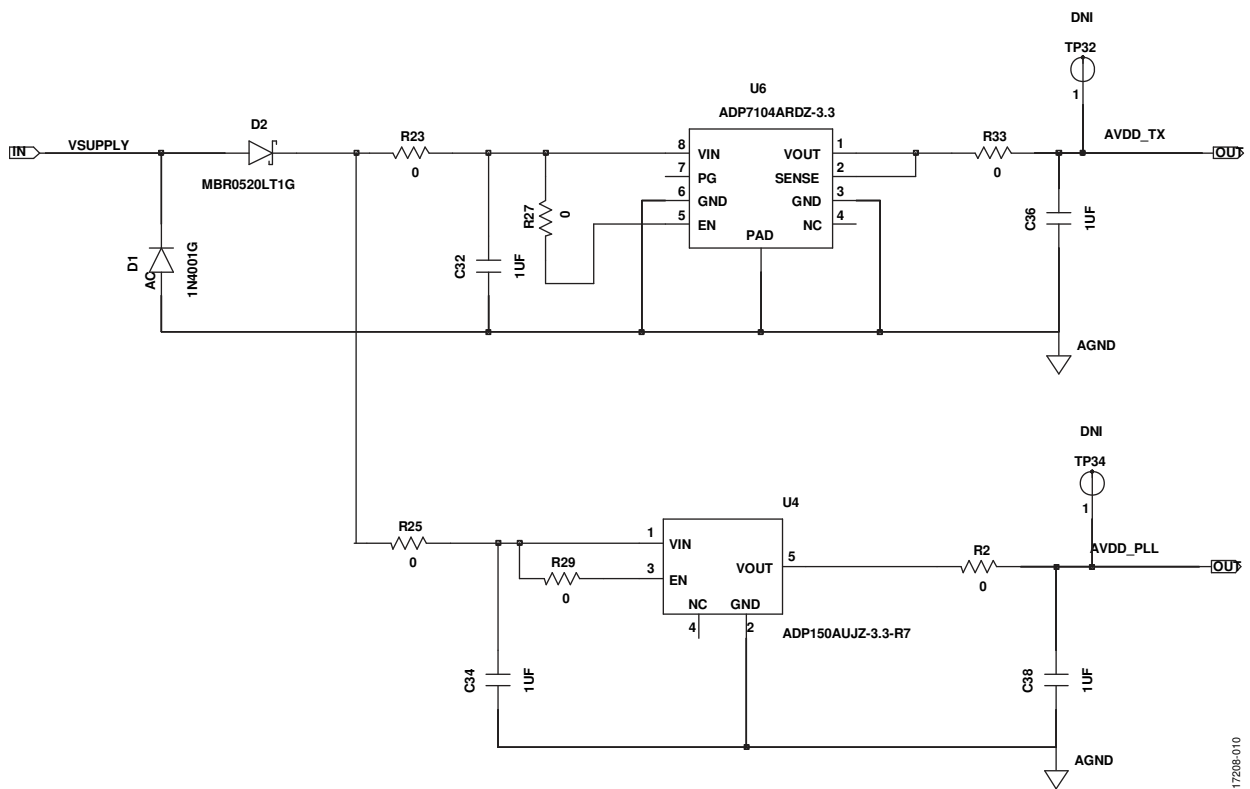 DNI
TP32
1
U6
ADP7104ARDZ-3.3
D2
R23
R33
AVDD_TX
IN
VSUPPLY
OUT
MBR0520LT1G
0
0
8
VIN
VOUT
1
7
PG
SENSE
2
6
GND
GND
3
5
EN
NC
4
PAD
R27
0
C32
1UF
C36
1UF
D1
AC
1N4001G
AGND
DNI
TP34
1
U4
R25
0
1
VIN
R29
0
3
EN
VOUT
5
R2
0
AVDD_PLL
OUT
NC
GND
4
2
ADP150AUJZ-3.3-R7
C34
1UF
C38
1UF
AGND
17208-010